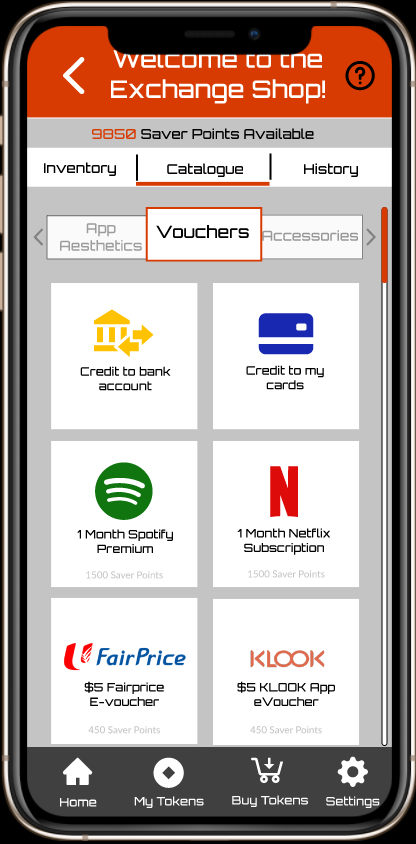 Welcome to the
Exchange Shop!
?
9850 Saver Points Available
Inventory
Catalogue
History
App
Aesthetics
Vouchers
Accessories
Credit to bank
account
Credit to my
cards
1 Month Spotify
Premium
1500 Saver Points
1 Month Netflix
Subscription
1500 Saver Points
FairPrice
$5 Fairprice
E-voucher
450 Saver Points
KLOOK
$5 KLOOK App
eVoucher
450 Saver Points
Home
My Tokens
Buy Tokens
Settings